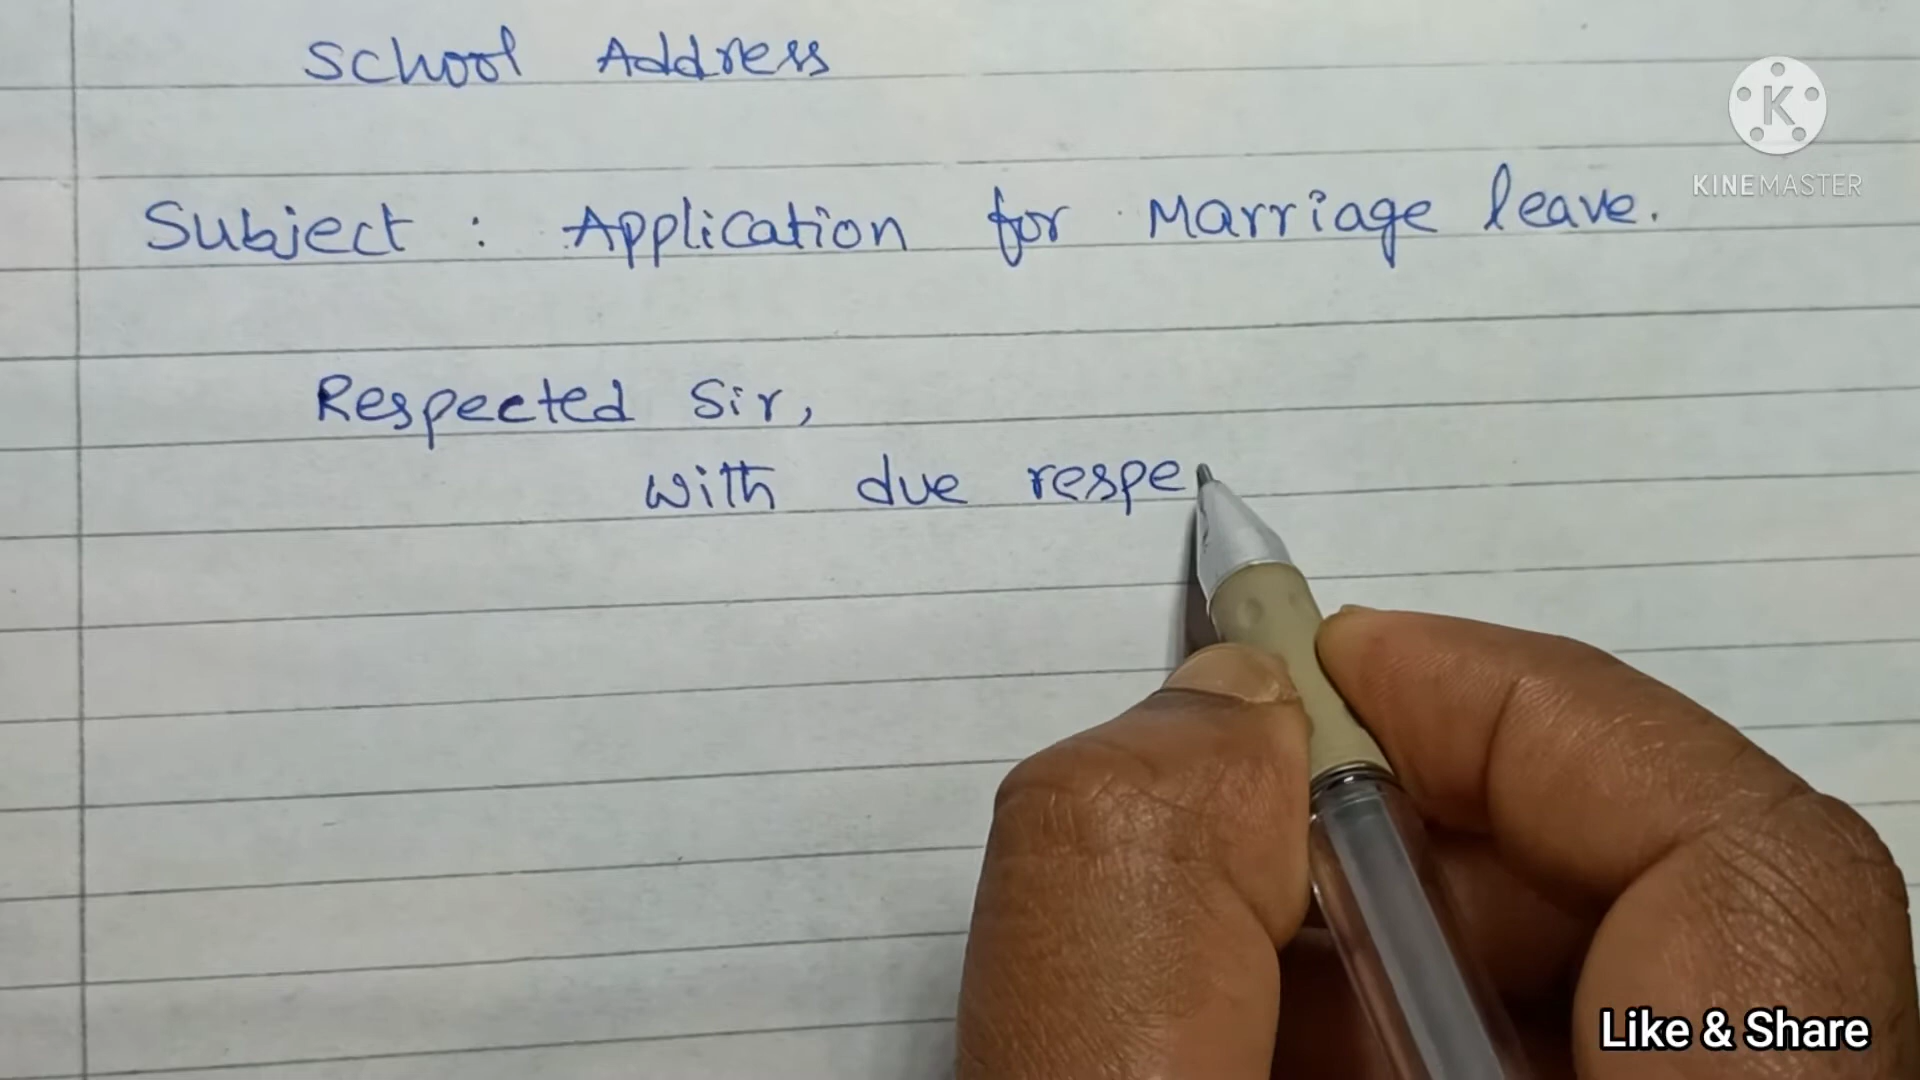 School Address
KINEMASTER
Subject : Application for Marriage leave.
Respected Sir,
With due respe
Like & Share